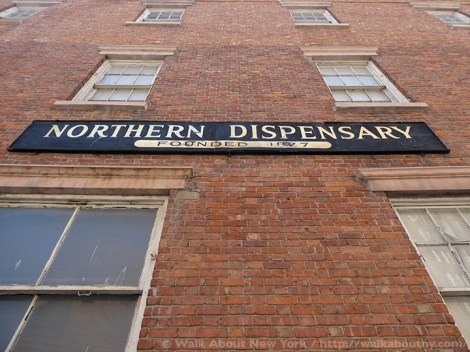 NORTHERN DISPENSARY
FOUNDED 1827
© Walk About New York / http://walkaboutny.com